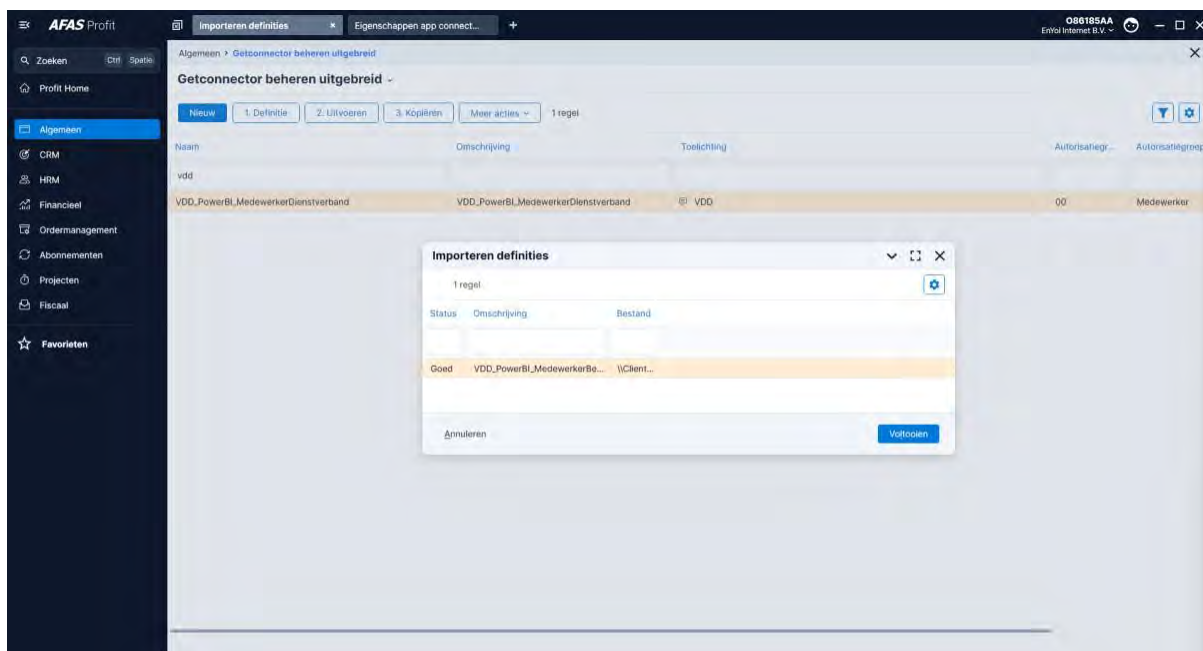 AFAS Profit
Importeren definities
Eigenschappen app connect...
O86185AA
EnYoi Internet B.V.
Zoeken Ctrl Spatie
Profit Home
Algemeen
CRM
HRM
Financieel
Ordermanagement
Abonnementen
Projecten
Fiscaal
Favorieten
Algemeen > Getconnector beheren uitgebreid
Getconnector beheren uitgebreid
Nieuw 1. Definitie 2. Uitvoeren 3. Kopiëren Meer acties 1 regel
Naam Omschrijving Toelichting Autorisatiegr... Autorisatiegroep
vdd
VDD_PowerBI_MedewerkerDienstverband VDD_PowerBI_MedewerkerDienstverband VDD 00 Medewerker
Importeren definities
1 regel
Status Omschrijving Bestand
Goed VDD_PowerBI_MedewerkerBe... \\Client...
Annuleren Voltooien